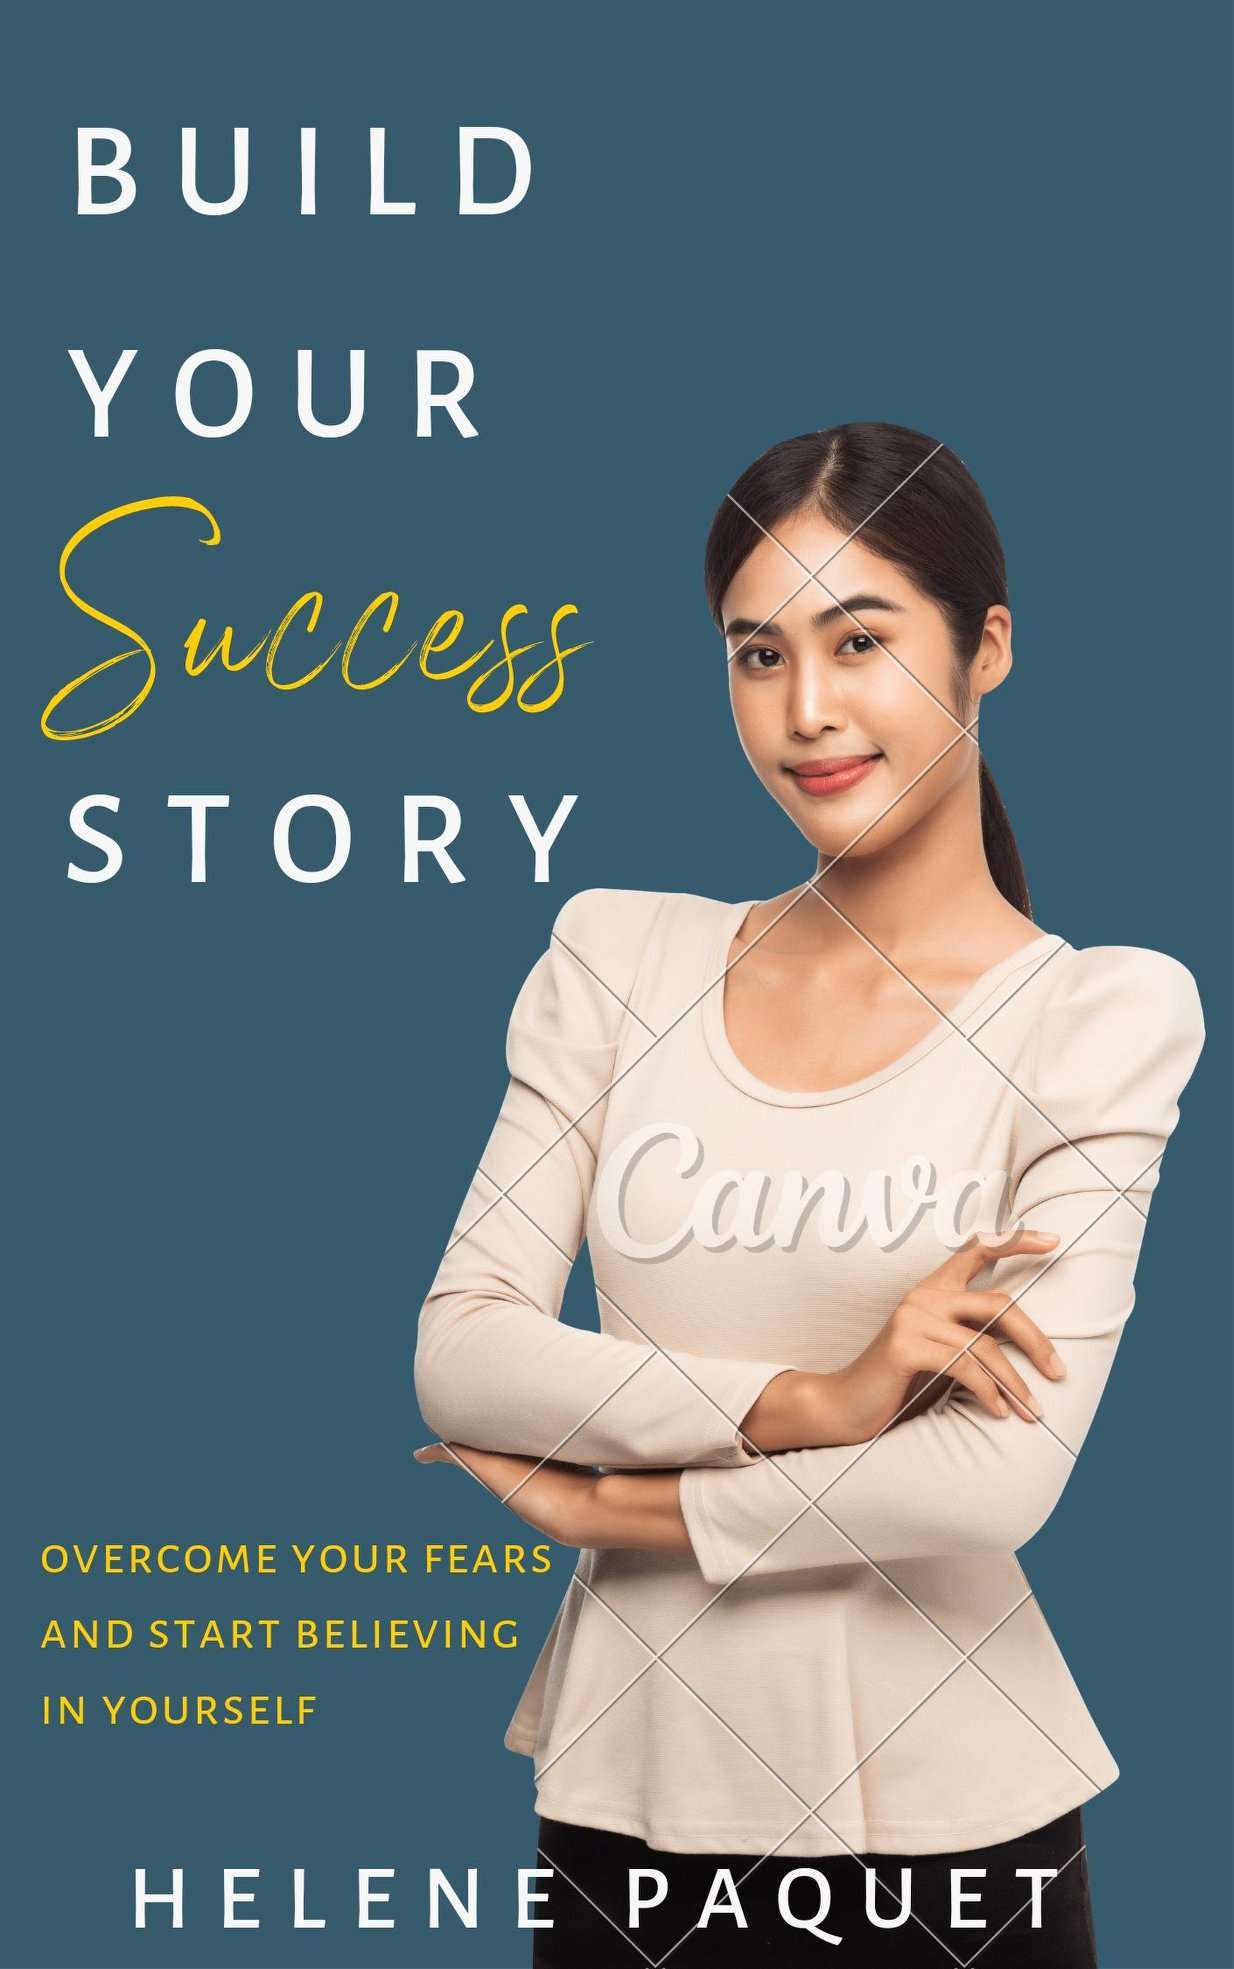 BUILD
YOUR
Success
STORY
Canva
OVERCOME YOUR FEARS
AND START BELIEVING
IN YOURSELF
HELENE PAQUET